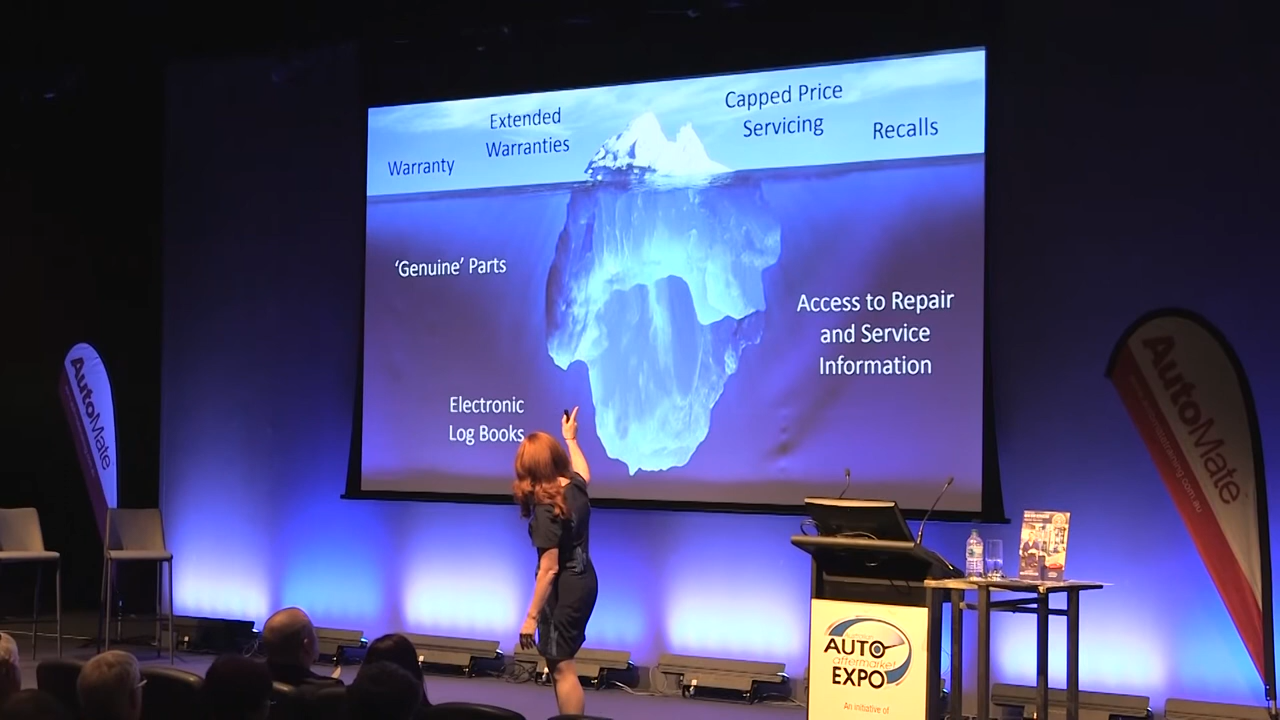 Capped Price
Servicing
Extended
Warranties
Recalls
Warranty
'Genuine' Parts
Access to Repair
and Service
Information
Electronic
Log Books
AutoMate
AutoMate
AUTO
aftermarket
EXPO
An initiative of